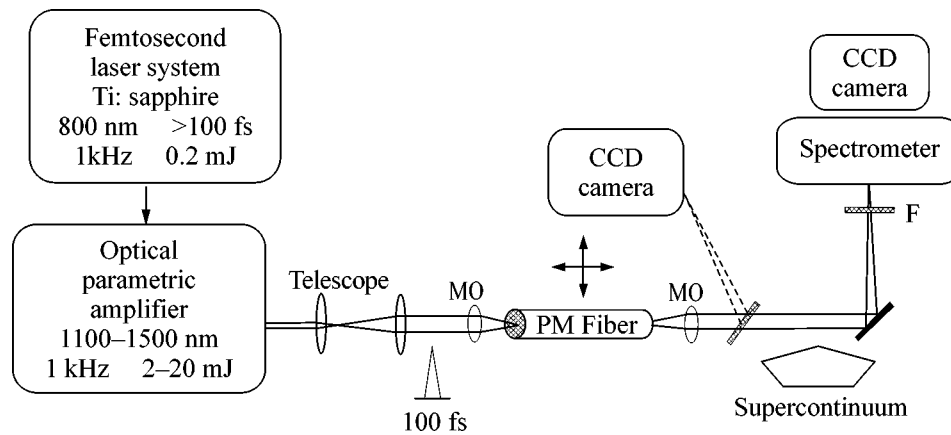 Femtosecond
laser system
Ti: sapphire
800 nm >100 fs
1kHz 0.2 mJ
Optical
parametric
amplifier
1100–1500 nm
1 kHz 2–20 mJ
Telescope
MO
100 fs
PM Fiber
MO
CCD
camera
CCD
camera
Spectrometer
F
Supercontinuum